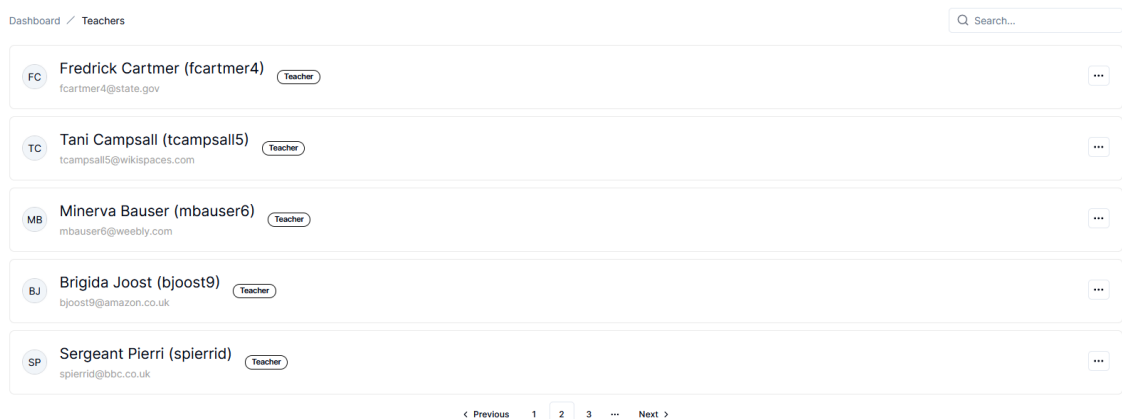 Dashboard / Teachers
Search...
FC
Fredrick Cartmer (fcartmer4)
Teacher
fcartmer4@state.gov
TC
Tani Campsall (tcampsall5)
Teacher
tcampsall5@wikispaces.com
MB
Minerva Bauser (mbauser6)
Teacher
mbauser6@weebly.com
BJ
Brigida Joost (bjoost9)
Teacher
bjoost9@amazon.co.uk
SP
Sergeant Pierri (spierrid)
Teacher
spierrid@bbc.co.uk
Previous 1 2 3 ... Next